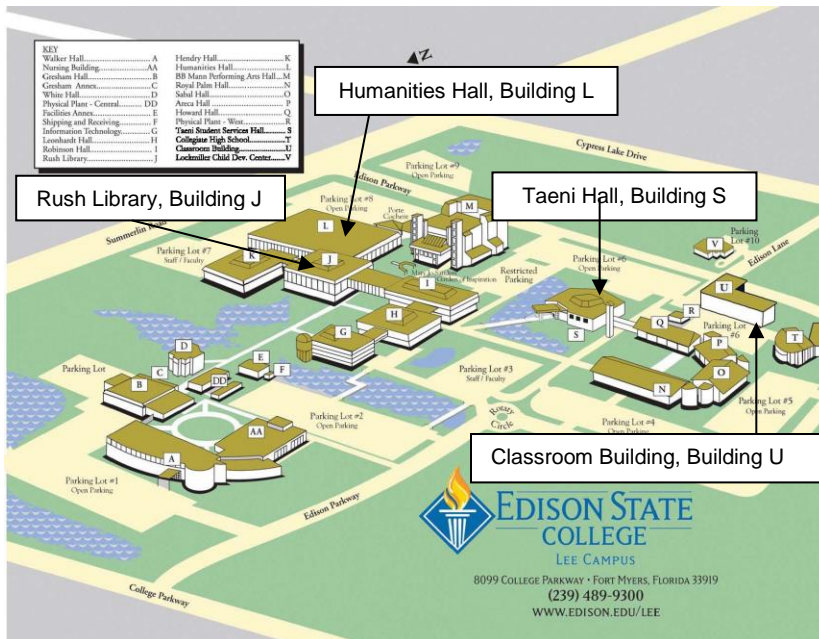 KEY
Walker Hall.................... A
Nursing Building............AA
Gresham Hall.................. B
Gresham Annex.............. C
White Hall...................... D
Physical Plant - Central.... DD
Facilities Annex............... E
Shipping and Receiving.... F
Information Technology.... G
Leonhardt Hall................ H
Robinson Hall................. I
Rush Library................... J
Hendry Hall.................... K
Humanities Hall............... L
BB Mann Performing Arts Hall...M
Royal Palm Hall............... N
Sabal Hall....................... O
Areca Hall...................... P
Howard Hall................... Q
Physical Plant - West........ R
Taeni Student Services Hall..... S
Collegiate High School.......T
Classroom Building...........U
Lockmiller Child Dev. Center......V
N
Humanities Hall, Building L
Rush Library, Building J
Taeni Hall, Building S
Classroom Building, Building U
Cypress Lake Drive
Parking Lot #9
Open Parking
Edison Parkway
Parking Lot #8
Open Parking
Porte
Cochere
Summerlin Road
Parking Lot #7
Staff / Faculty
Restricted
Parking
Parking Lot #6
Open Parking
Parking
Lot #10
Edison Lane
Garden of Inspiration
L
M
K
J
I
H
G
V
U
R
Q
S
P
T
O
N
Parking Lot
#6
D
C
B
DD
E
F
Parking Lot
AA
A
Parking Lot #3
Staff / Faculty
Parking Lot #2
Open Parking
Rotary
Circle
Parking Lot #4
Open Parking
Parking Lot #5
Open Parking
Parking Lot #1
Open Parking
Edison Parkway
College Parkway
EDISON STATE
COLLEGE
LEE CAMPUS
8099 COLLEGE PARKWAY • FORT MYERS, FLORIDA 33919
(239) 489-9300
WWW.EDISON.EDU/LEE